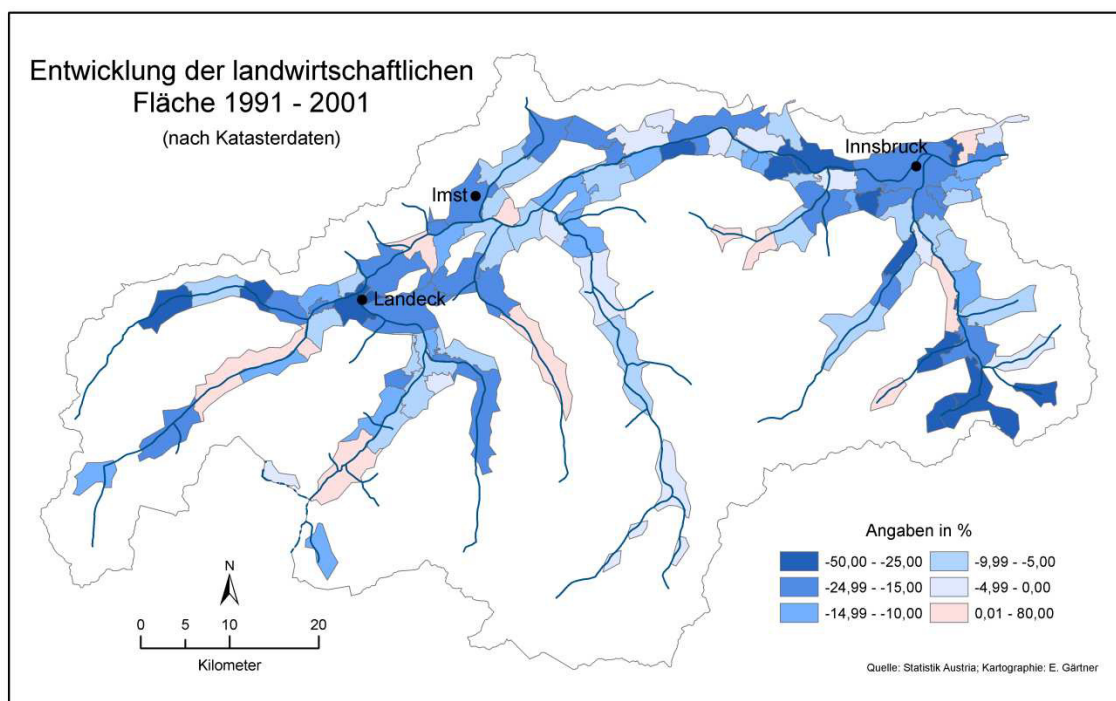 Entwicklung der landwirtschaftlichen
Fläche 1991 - 2001
(nach Katasterdaten)
Innsbruck
Imst
Landeck
Angaben in %
-50,00 - -25,00
-9,99 - -5,00
-24,99 - -15,00
-4,99 - 0,00
-14,99 - -10,00
0,01 - 80,00
N
0 5 10 20
Kilometer
Quelle: Statistik Austria; Kartographie: E. Gärtner